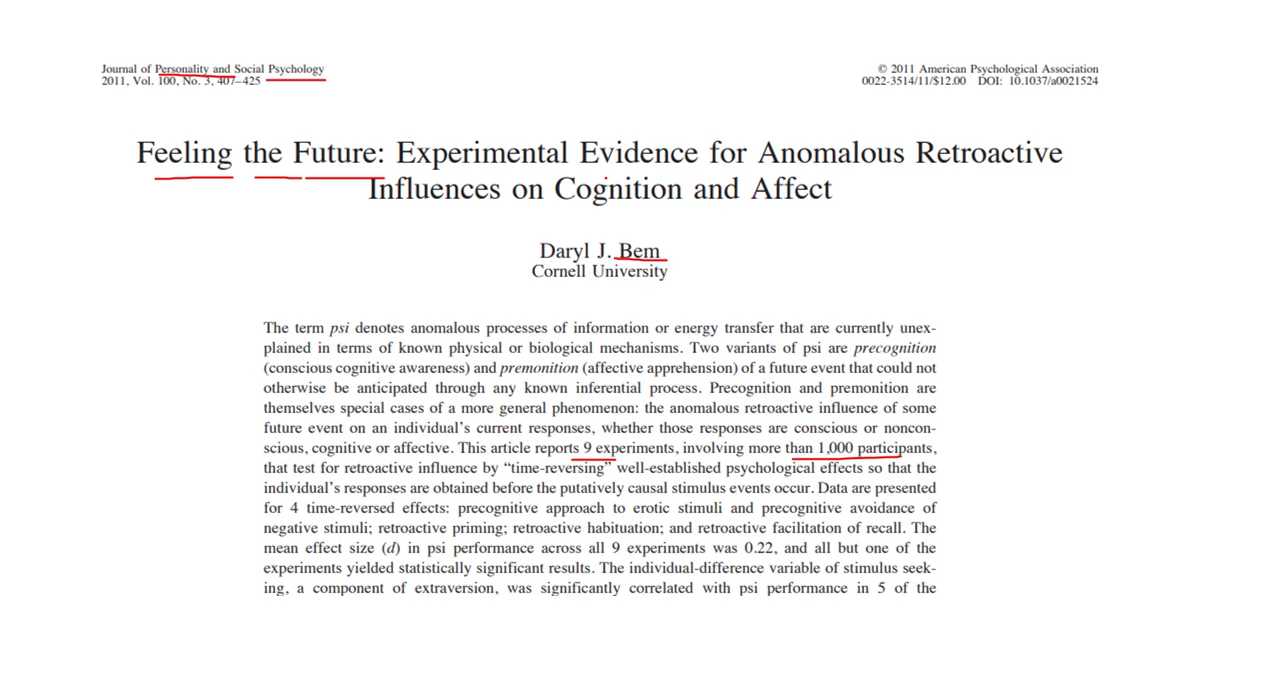 Journal of Personality and Social Psychology
2011, Vol. 100, No. 3, 407–425
© 2011 American Psychological Association
0022-3514/11/$12.00 DOI: 10.1037/a0021524
Feeling the Future: Experimental Evidence for Anomalous Retroactive
Influences on Cognition and Affect
Daryl J. Bem
Cornell University
The term psi denotes anomalous processes of information or energy transfer that are currently unex-
plained in terms of known physical or biological mechanisms. Two variants of psi are precognition
(conscious cognitive awareness) and premonition (affective apprehension) of a future event that could not
otherwise be anticipated through any known inferential process. Precognition and premonition are
themselves special cases of a more general phenomenon: the anomalous retroactive influence of some
future event on an individual’s current responses, whether those responses are conscious or noncon-
scious, cognitive or affective. This article reports 9 experiments, involving more than 1,000 participants,
that test for retroactive influence by “time-reversing” well-established psychological effects so that the
individual’s responses are obtained before the putatively causal stimulus events occur. Data are presented
for 4 time-reversed effects: precognitive approach to erotic stimuli and precognitive avoidance of
negative stimuli; retroactive priming; retroactive habituation; and retroactive facilitation of recall. The
mean effect size (d) in psi performance across all 9 experiments was 0.22, and all but one of the
experiments yielded statistically significant results. The individual-difference variable of stimulus seek-
ing, a component of extraversion, was significantly correlated with psi performance in 5 of the